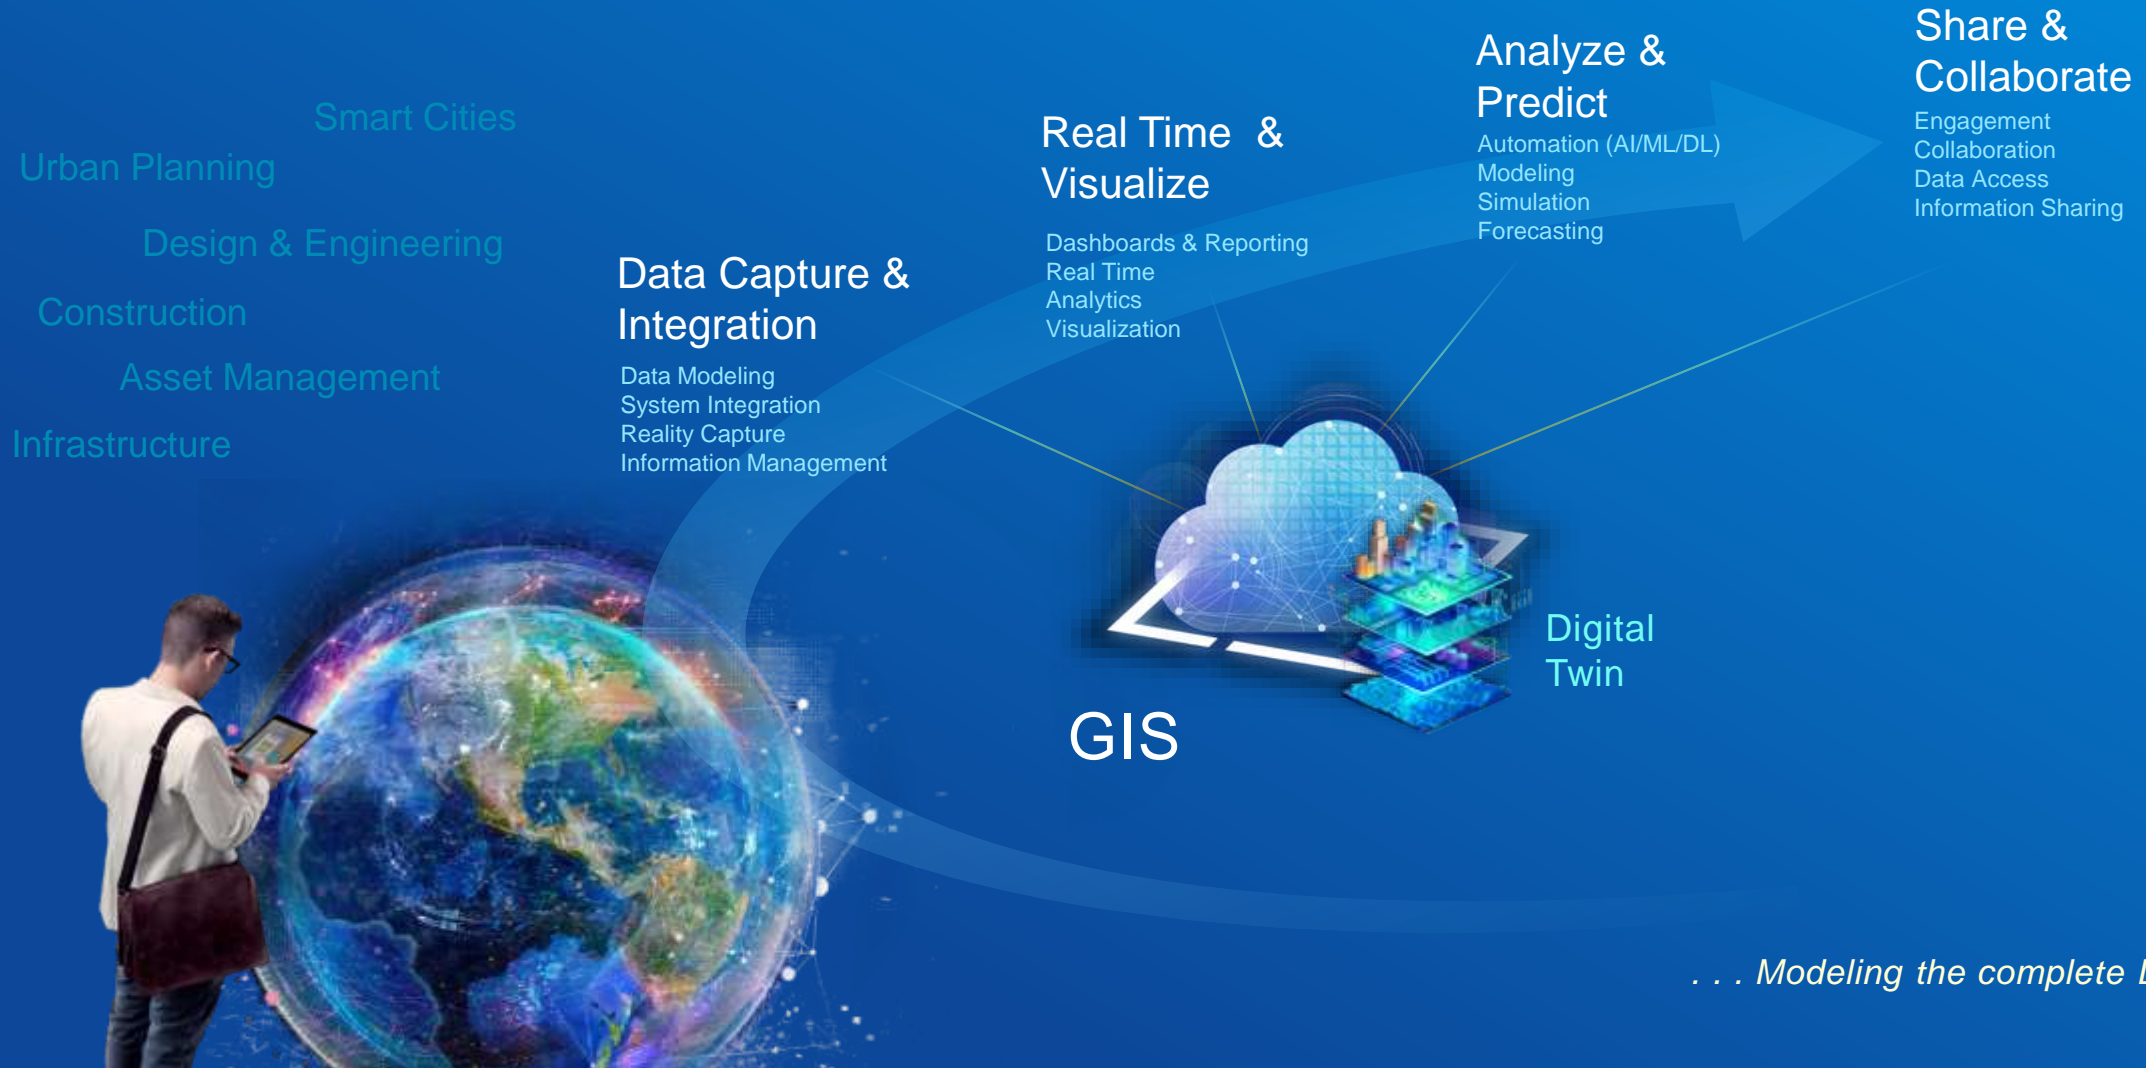 Smart Cities
Urban Planning
Design & Engineering
Construction
Asset Management
Infrastructure
Data Capture &
Integration
Data Modeling
System Integration
Reality Capture
Information Management
Real Time &
Visualize
Dashboards & Reporting
Real Time
Analytics
Visualization
Analyze &
Predict
Automation (AI/ML/DL)
Modeling
Simulation
Forecasting
Share &
Collaborate
Engagement
Collaboration
Data Access
Information Sharing
Digital
Twin
GIS
. . . Modeling the complete